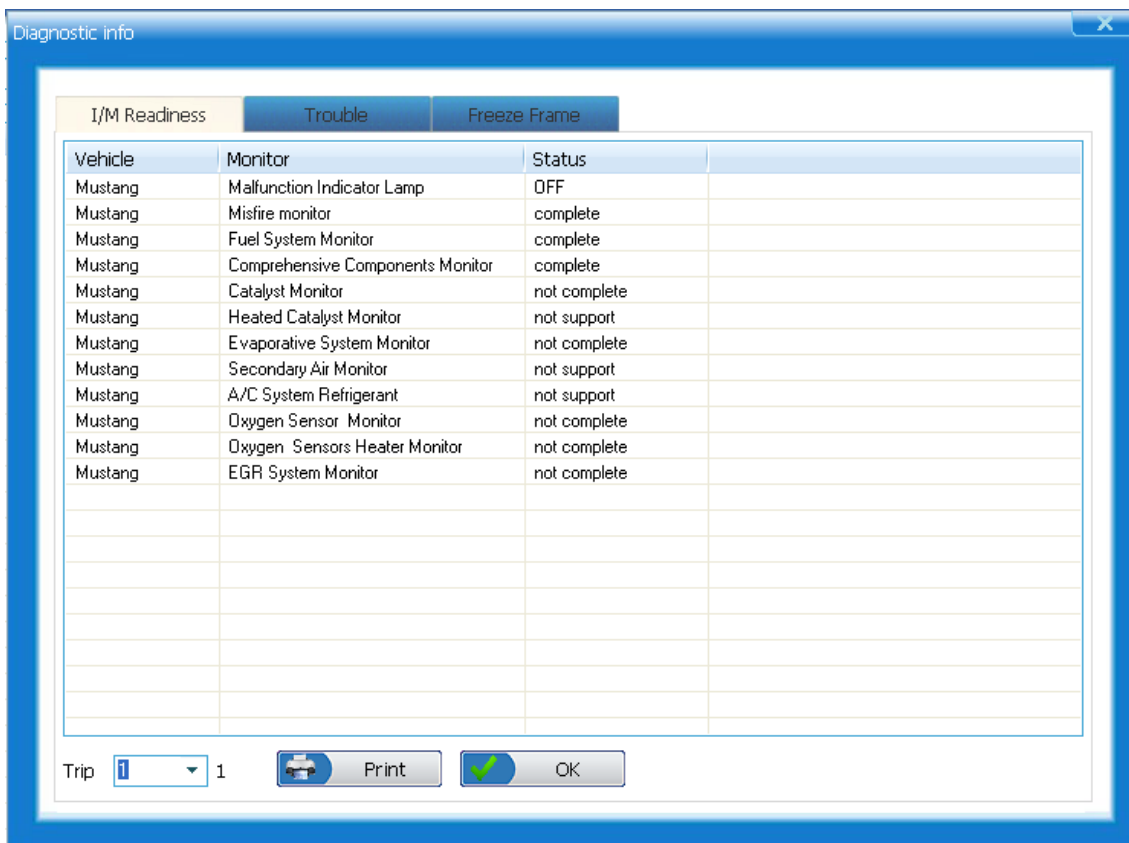 Diagnostic info
I/M Readiness Trouble Freeze Frame
Vehicle Monitor Status
Mustang Malfunction Indicator Lamp OFF
Mustang Misfire monitor complete
Mustang Fuel System Monitor complete
Mustang Comprehensive Components Monitor complete
Mustang Catalyst Monitor not complete
Mustang Heated Catalyst Monitor not support
Mustang Evaporative System Monitor not complete
Mustang Secondary Air Monitor not support
Mustang A/C System Refrigerant not support
Mustang Oxygen Sensor Monitor not complete
Mustang Oxygen Sensors Heater Monitor not complete
Mustang EGR System Monitor not complete
Trip 1 1 Print OK